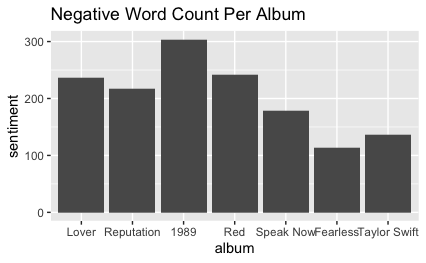 Negative Word Count Per Album
sentiment
300
200
100
0
Lover Reputation 1989 Red Speak Now Fearless Taylor Swift
album